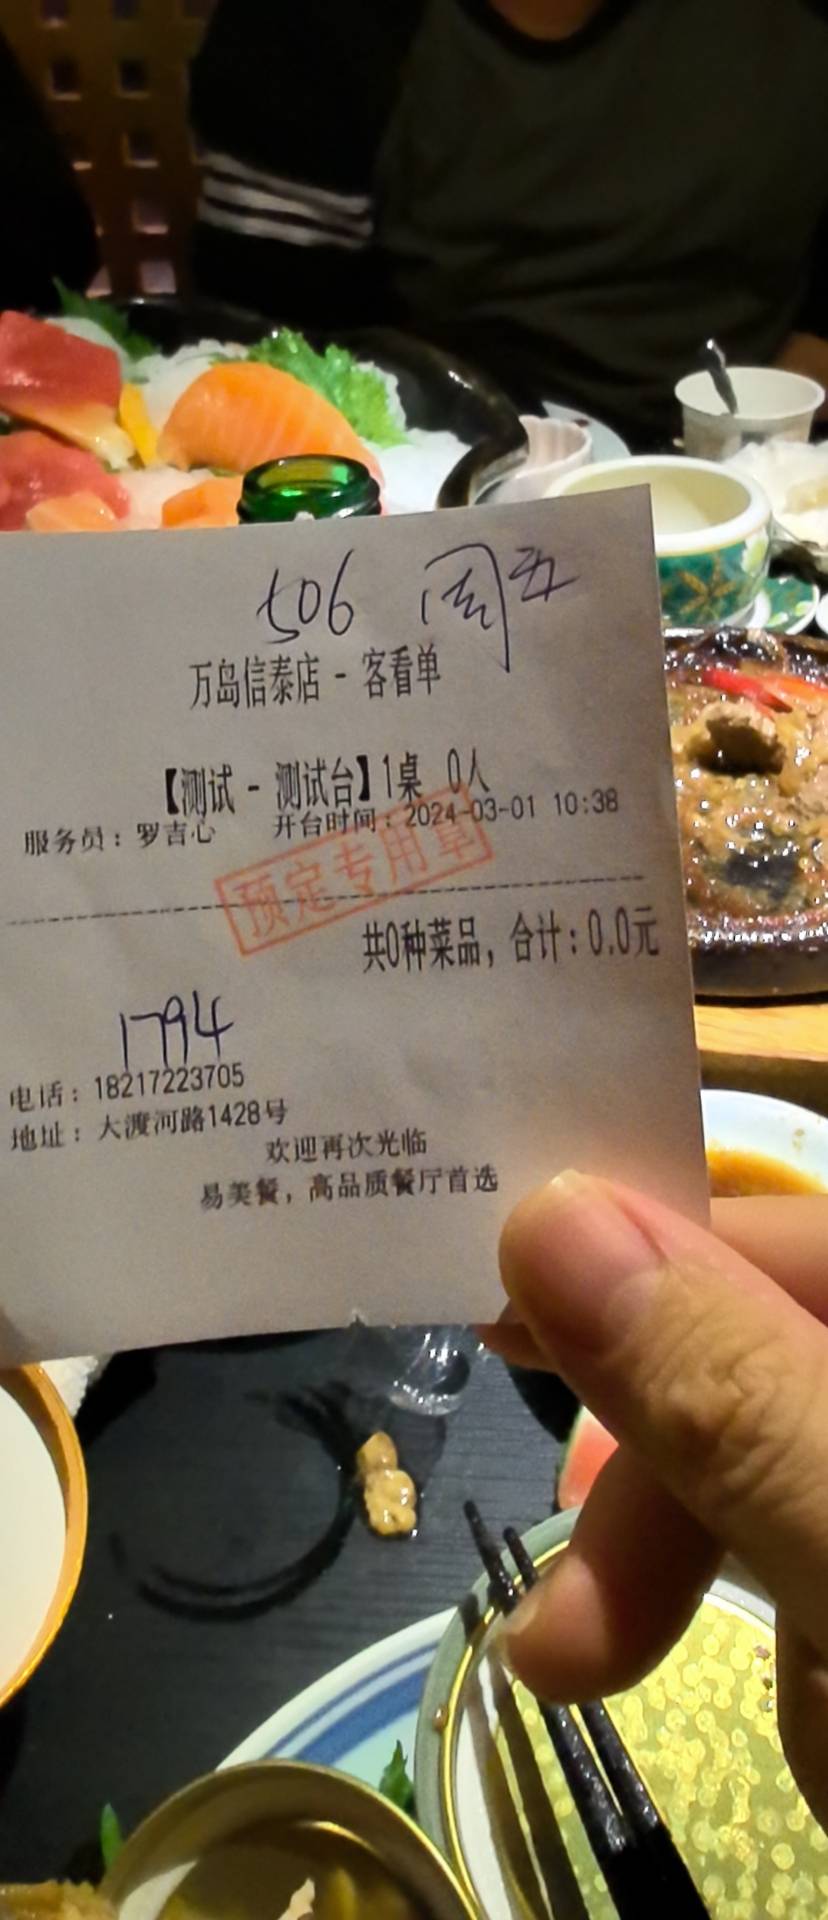 506 周五
万岛信泰店 - 客看单
【测试 - 测试台】1桌 0人
服务员：罗吉心 开台时间：2024-03-01 10:38
预定专用章
共0种菜品，合计：0.0元
1794
电话：18217223705
地址：大渡河路1428号
欢迎再次光临
易美餐，高品质餐厅首选